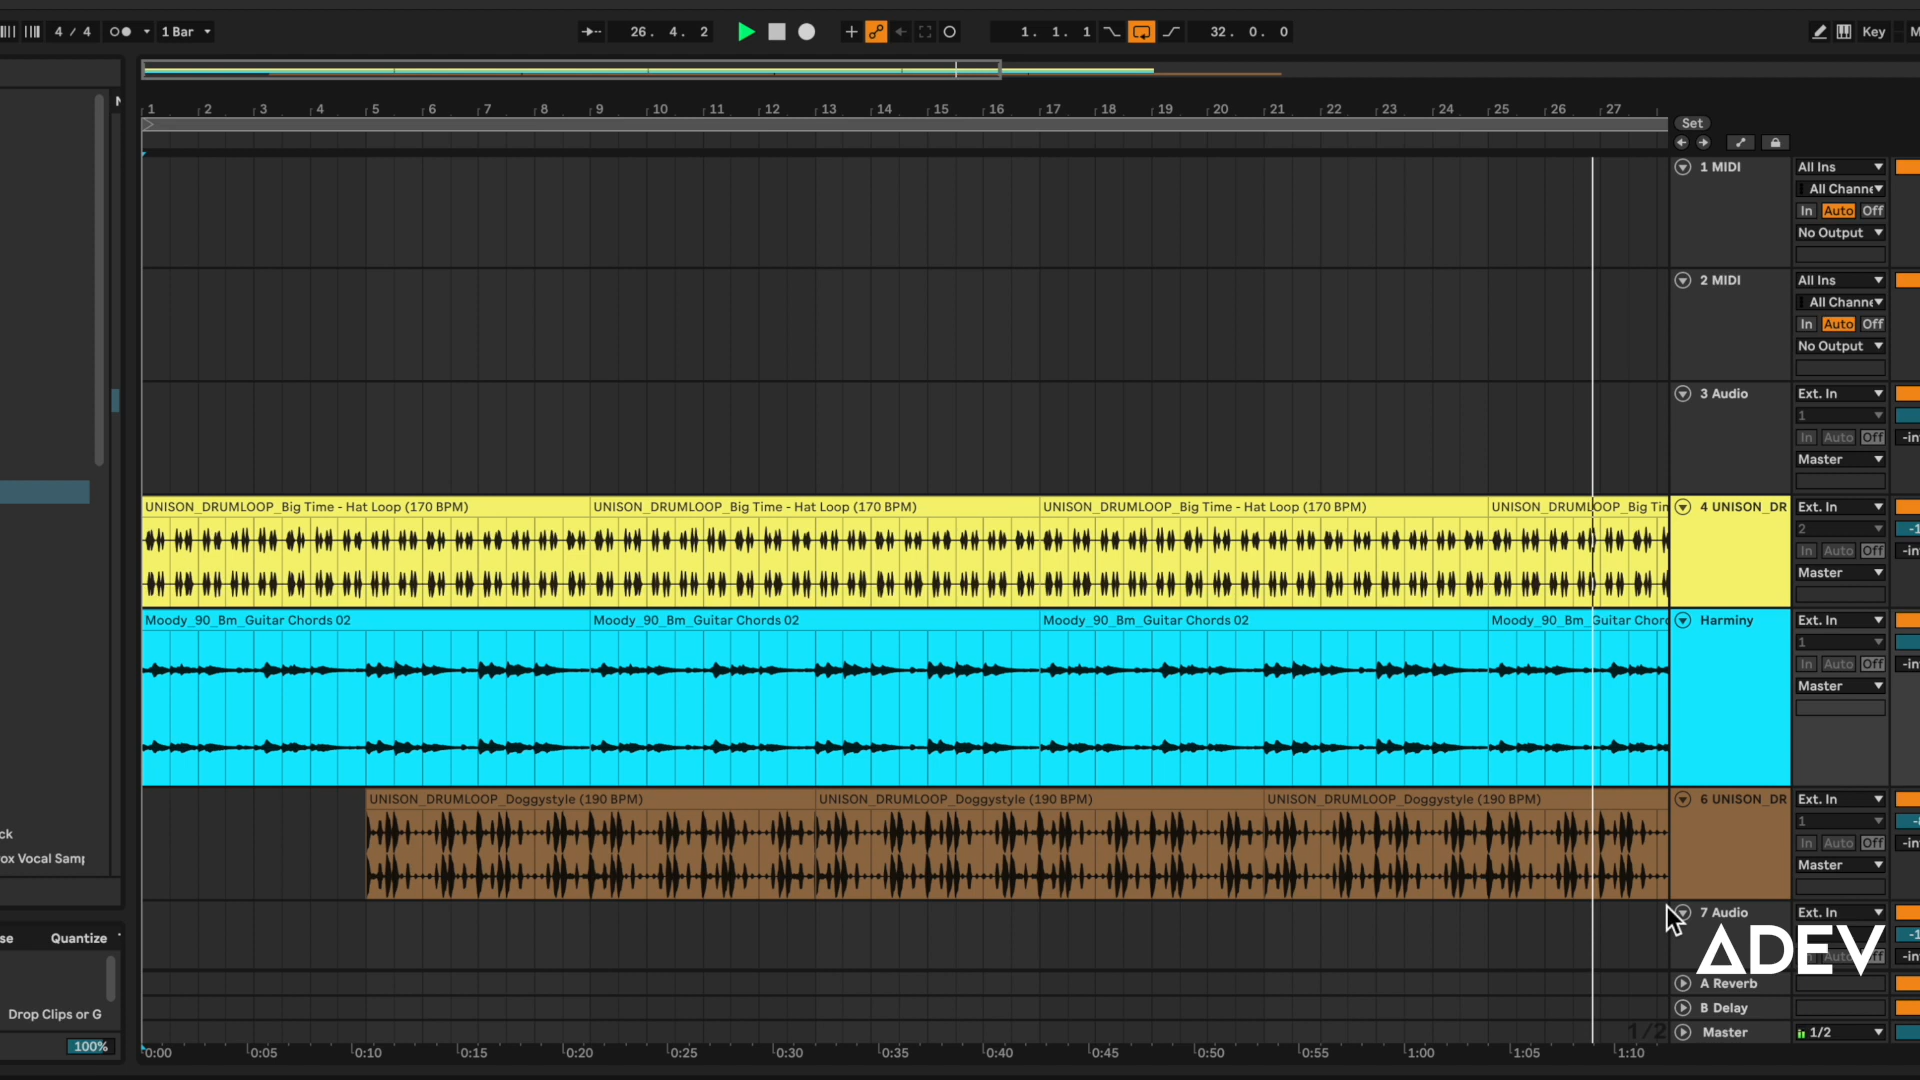 4 / 4 1 Bar 26. 4. 2 1. 1. 1 32. 0. 0 Key
1 2 3 4 5 6 7 8 9 10 11 12 13 14 15 16 17 18 19 20 21 22 23 24 25 26 27
Set
1 MIDI All Ins
All Channe
In Auto Off
No Output
2 MIDI All Ins
All Channe
In Auto Off
No Output
3 Audio Ext. In
1
In Auto Off -in
Master
UNISON_DRUMLOOP_Big Time - Hat Loop (170 BPM) UNISON_DRUMLOOP_Big Time - Hat Loop (170 BPM) UNISON_DRUMLOOP_Big Time - Hat Loop (170 BPM) UNISON_DRUMLOOP_Big Tin 4 UNISON_DR Ext. In
2 -1
In Auto Off -in
Master
Moody_90_Bm_Guitar Chords 02 Moody_90_Bm_Guitar Chords 02 Moody_90_Bm_Guitar Chords 02 Moody_90_Bm_Guitar Chord Harminy Ext. In
1
In Auto Off -in
Master
UNISON_DRUMLOOP_Doggystyle (190 BPM) UNISON_DRUMLOOP_Doggystyle (190 BPM) UNISON_DRUMLOOP_Doggystyle (190 BPM) 6 UNISON_DR Ext. In
1
ck In Auto Off -in
rox Vocal Samp Master
7 Audio Ext. In
se Quantize
ADEV
A Reverb
Drop Clips or G B Delay
100% 1/2 Master 1/2
0:00 0:05 0:10 0:15 0:20 0:25 0:30 0:35 0:40 0:45 0:50 0:55 1:00 1:05 1:10